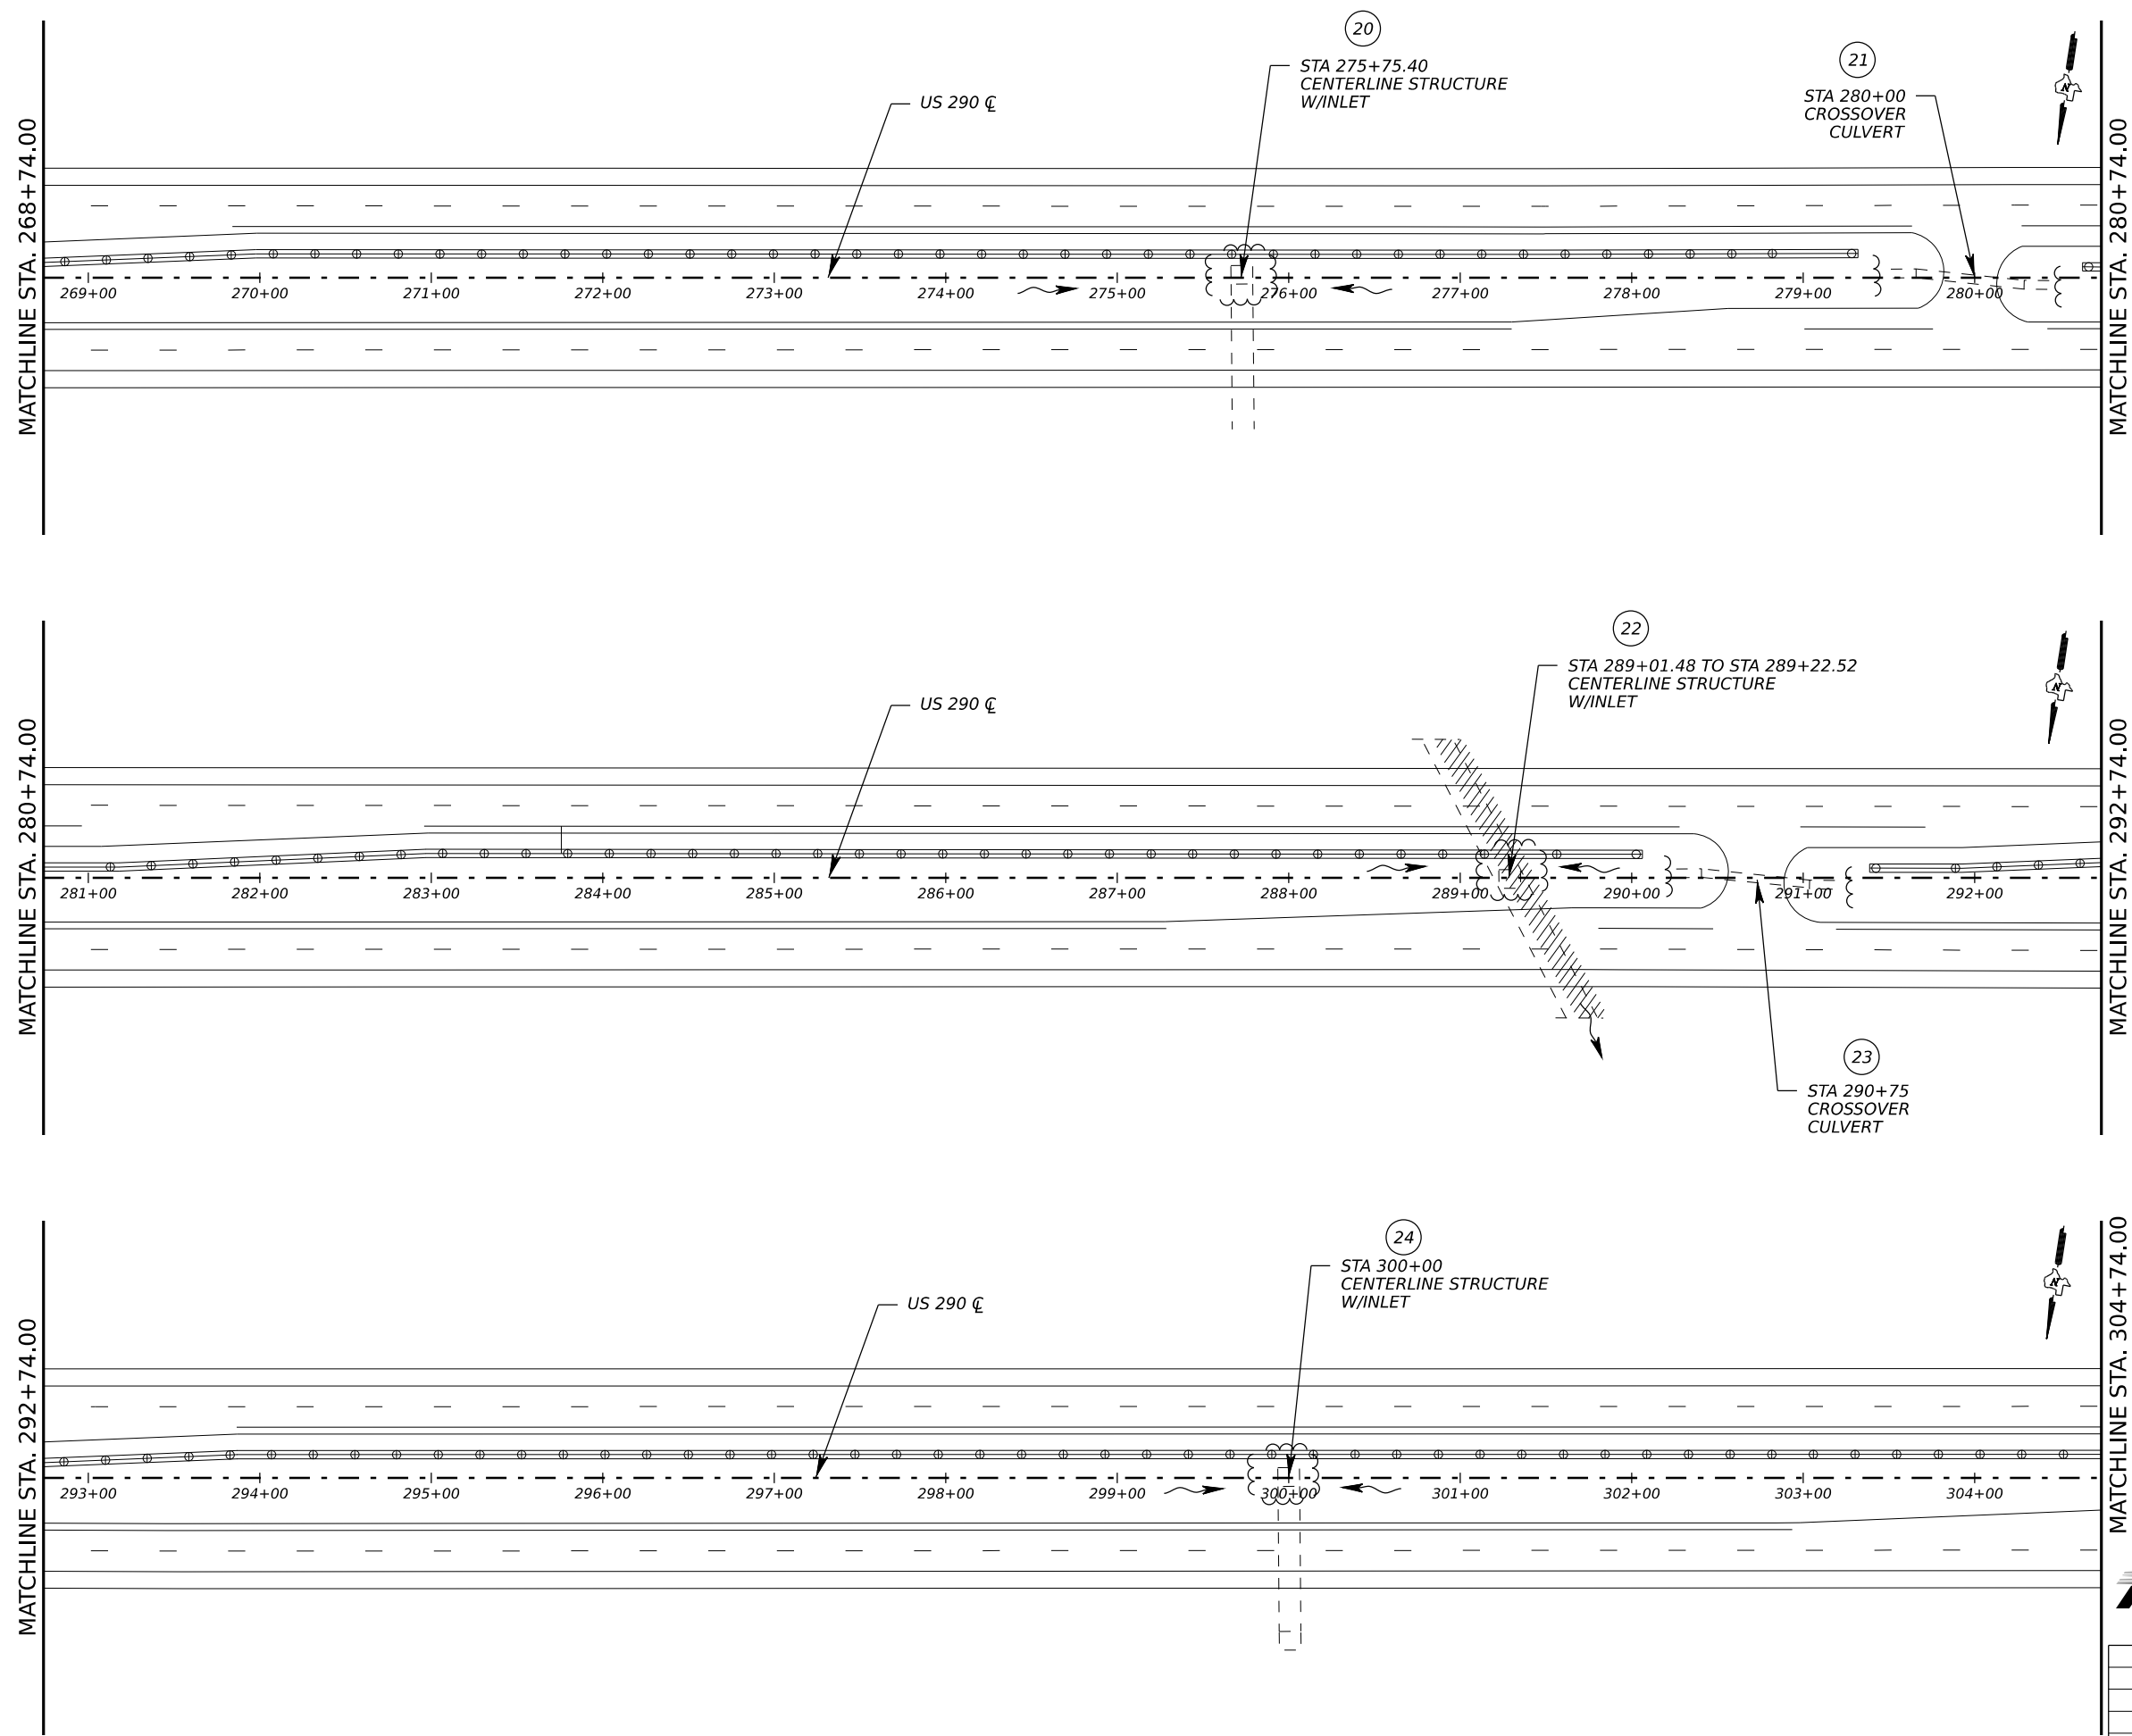 20
STA 275+75.40
CENTERLINE STRUCTURE
W/INLET
21
STA 280+00
CROSSOVER
CULVERT
US 290 ℄
N
MATCHLINE STA. 268+74.00
MATCHLINE STA. 280+74.00
269+00 270+00 271+00 272+00 273+00 274+00 275+00 276+00 277+00 278+00 279+00 280+00
22
STA 289+01.48 TO STA 289+22.52
CENTERLINE STRUCTURE
W/INLET
US 290 ℄
N
MATCHLINE STA. 280+74.00
MATCHLINE STA. 292+74.00
281+00 282+00 283+00 284+00 285+00 286+00 287+00 288+00 289+00 290+00 291+00 292+00
23
STA 290+75
CROSSOVER
CULVERT
24
STA 300+00
CENTERLINE STRUCTURE
W/INLET
US 290 ℄
N
MATCHLINE STA. 292+74.00
MATCHLINE STA. 304+74.00
293+00 294+00 295+00 296+00 297+00 298+00 299+00 300+00 301+00 302+00 303+00 304+00